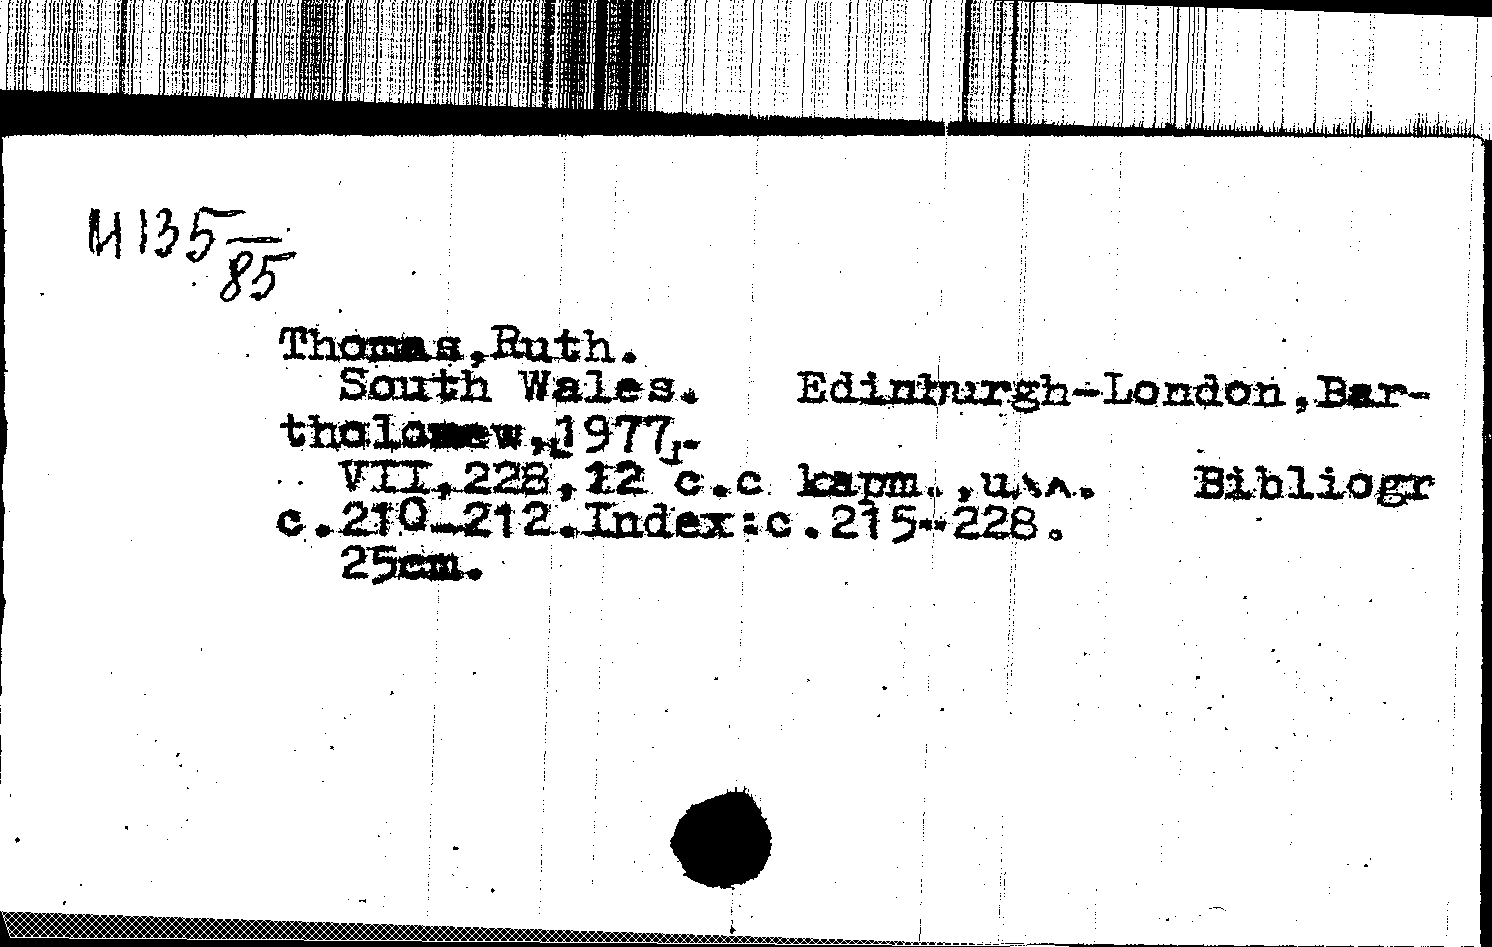 И135
85
Thomas,Ruth.
South Wales. Edinburgh-London,Bar-
tholomew,1977.
VII,228,12 с.с карт.,ил. Bibliogr
с.210-212.Index:с.215-228.
25cm.